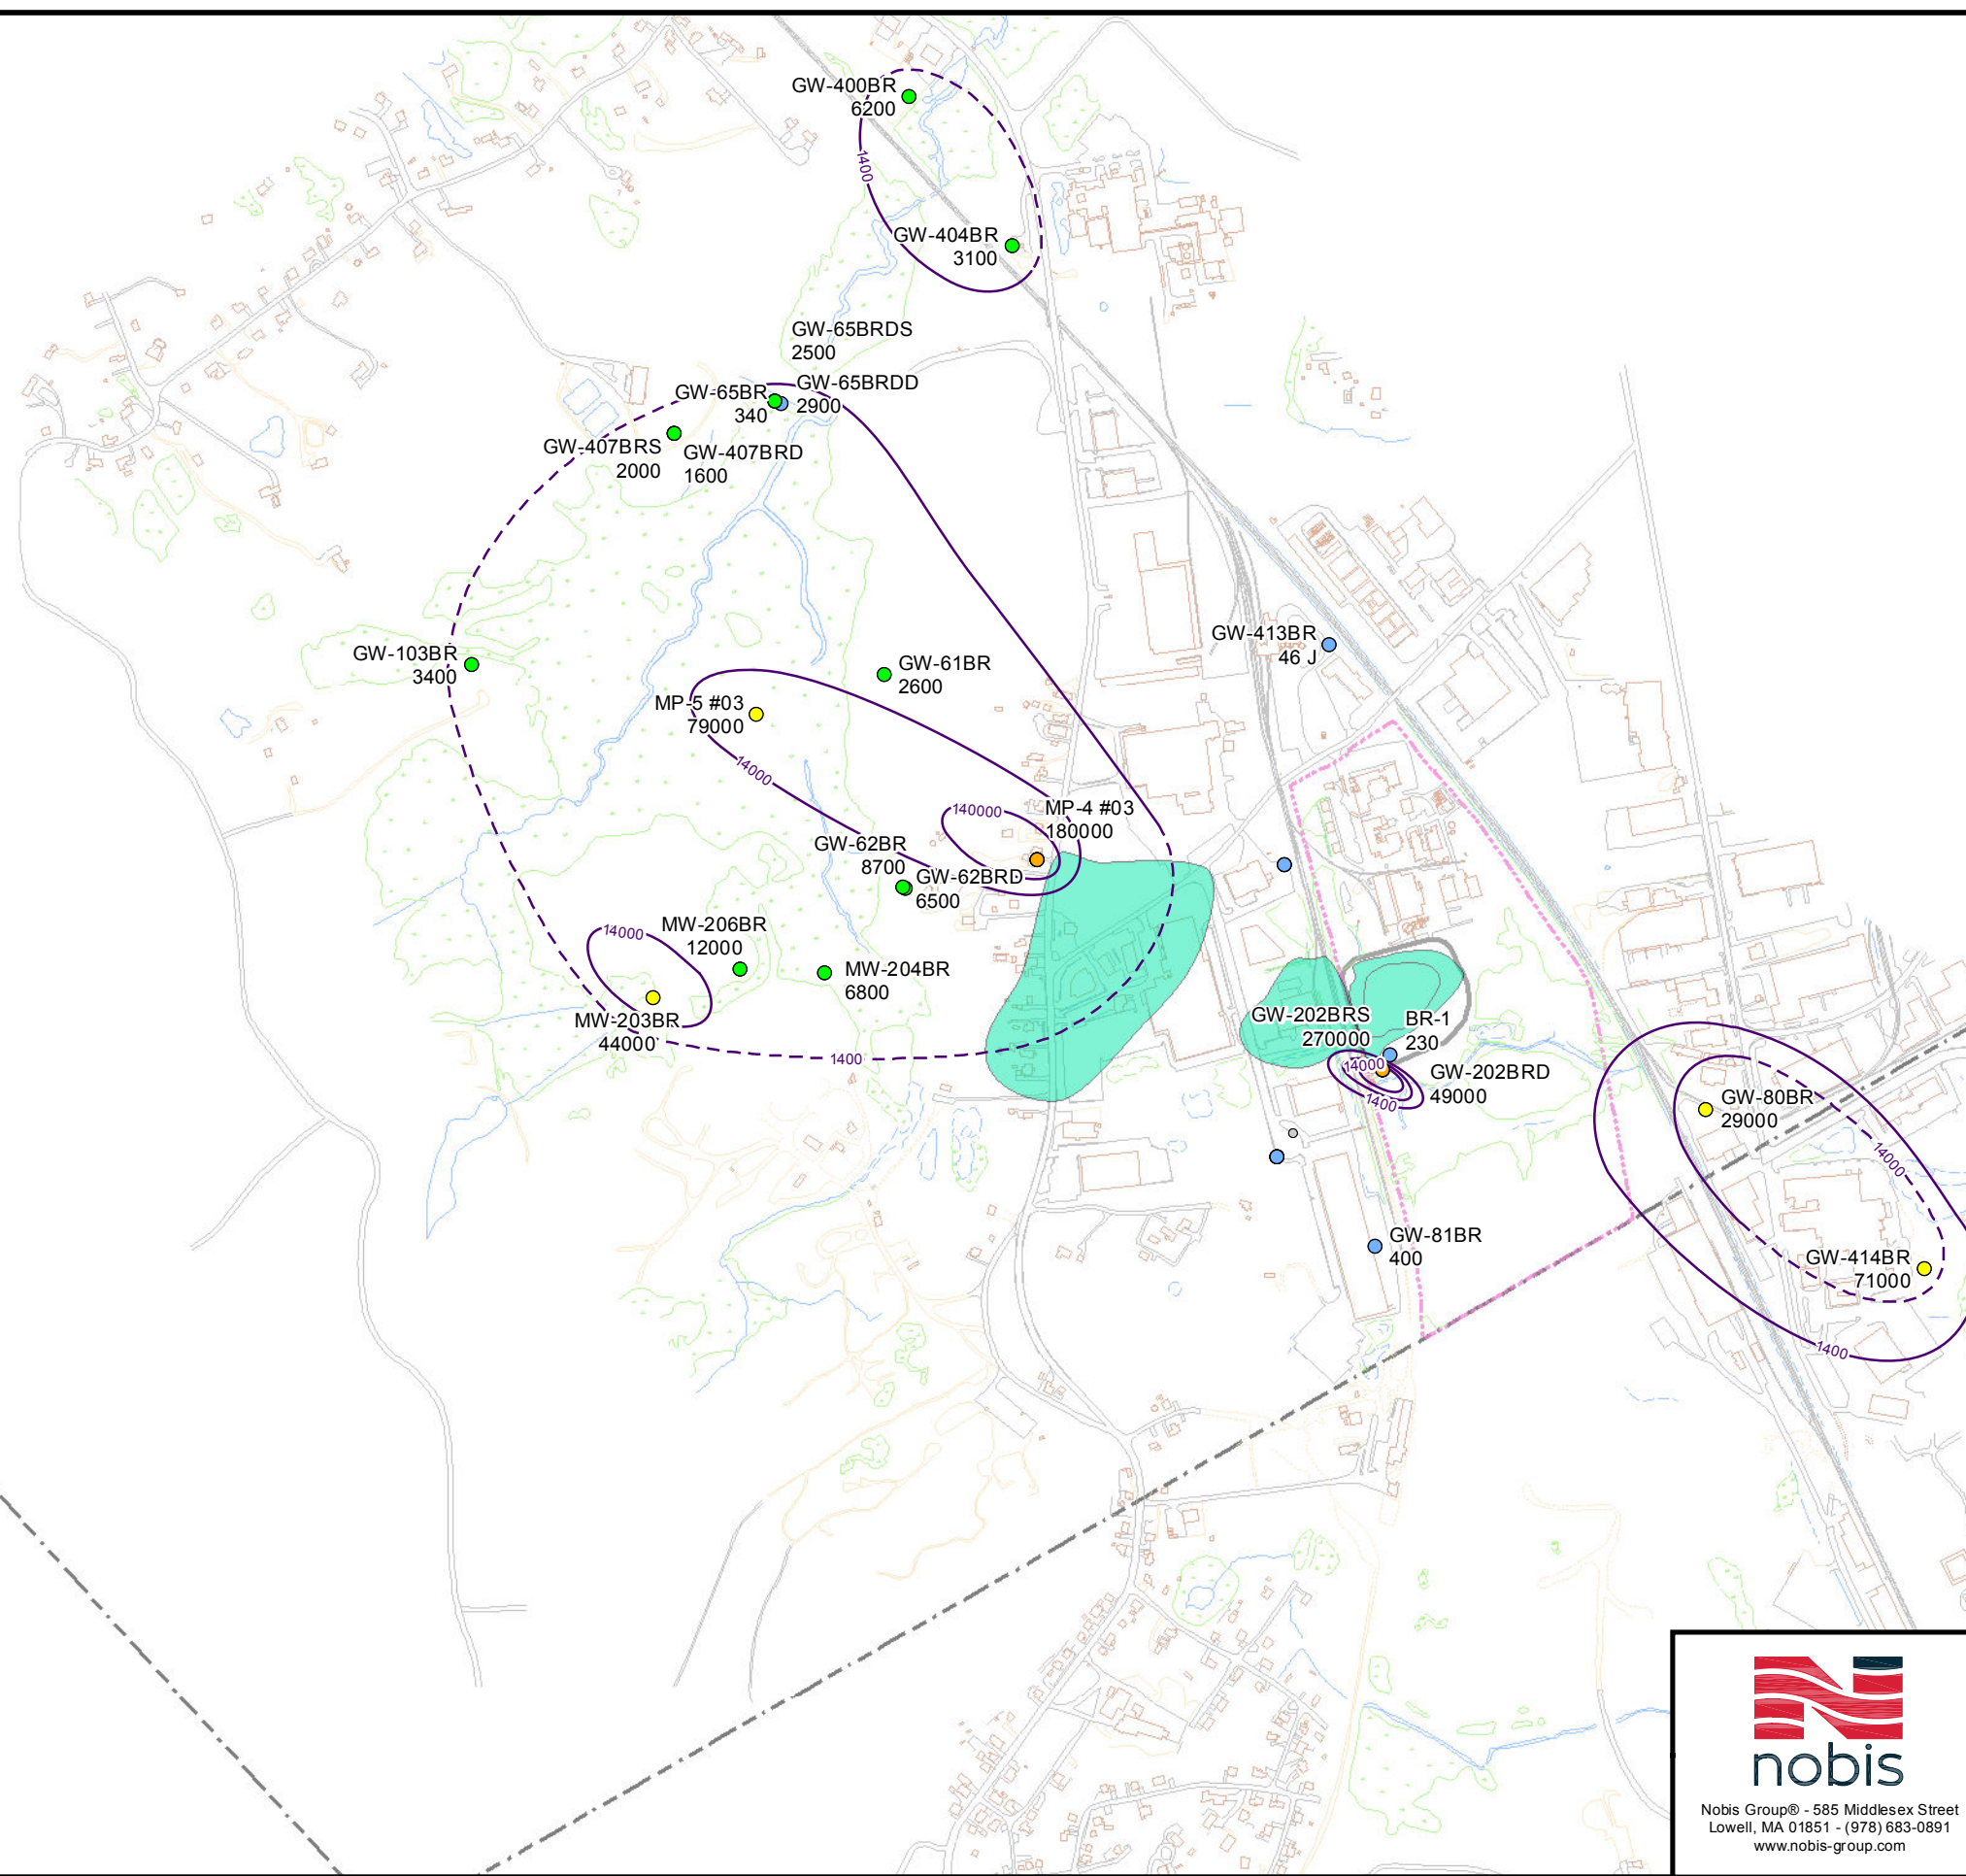 GW-400BR
6200
1400
GW-404BR
3100
GW-65BRDS
2500
GW-65BR
340
GW-65BRDD
2900
GW-407BRS
2000
GW-407BRD
1600
GW-413BR
46 J
GW-103BR
3400
GW-61BR
2600
MP-5 #03
79000
14000
140000
MP-4 #03
180000
GW-62BR
8700
GW-62BRD
6500
MW-206BR
12000
14000
MW-204BR
6800
MW-203BR
44000
1400
GW-202BRS
270000
BR-1
230
14000
1400
GW-202BRD
49000
GW-80BR
29000
14000
GW-81BR
400
GW-414BR
71000
1400
nobis
Nobis Group® - 585 Middlesex Street
Lowell, MA 01851 - (978) 683-0891
www.nobis-group.com